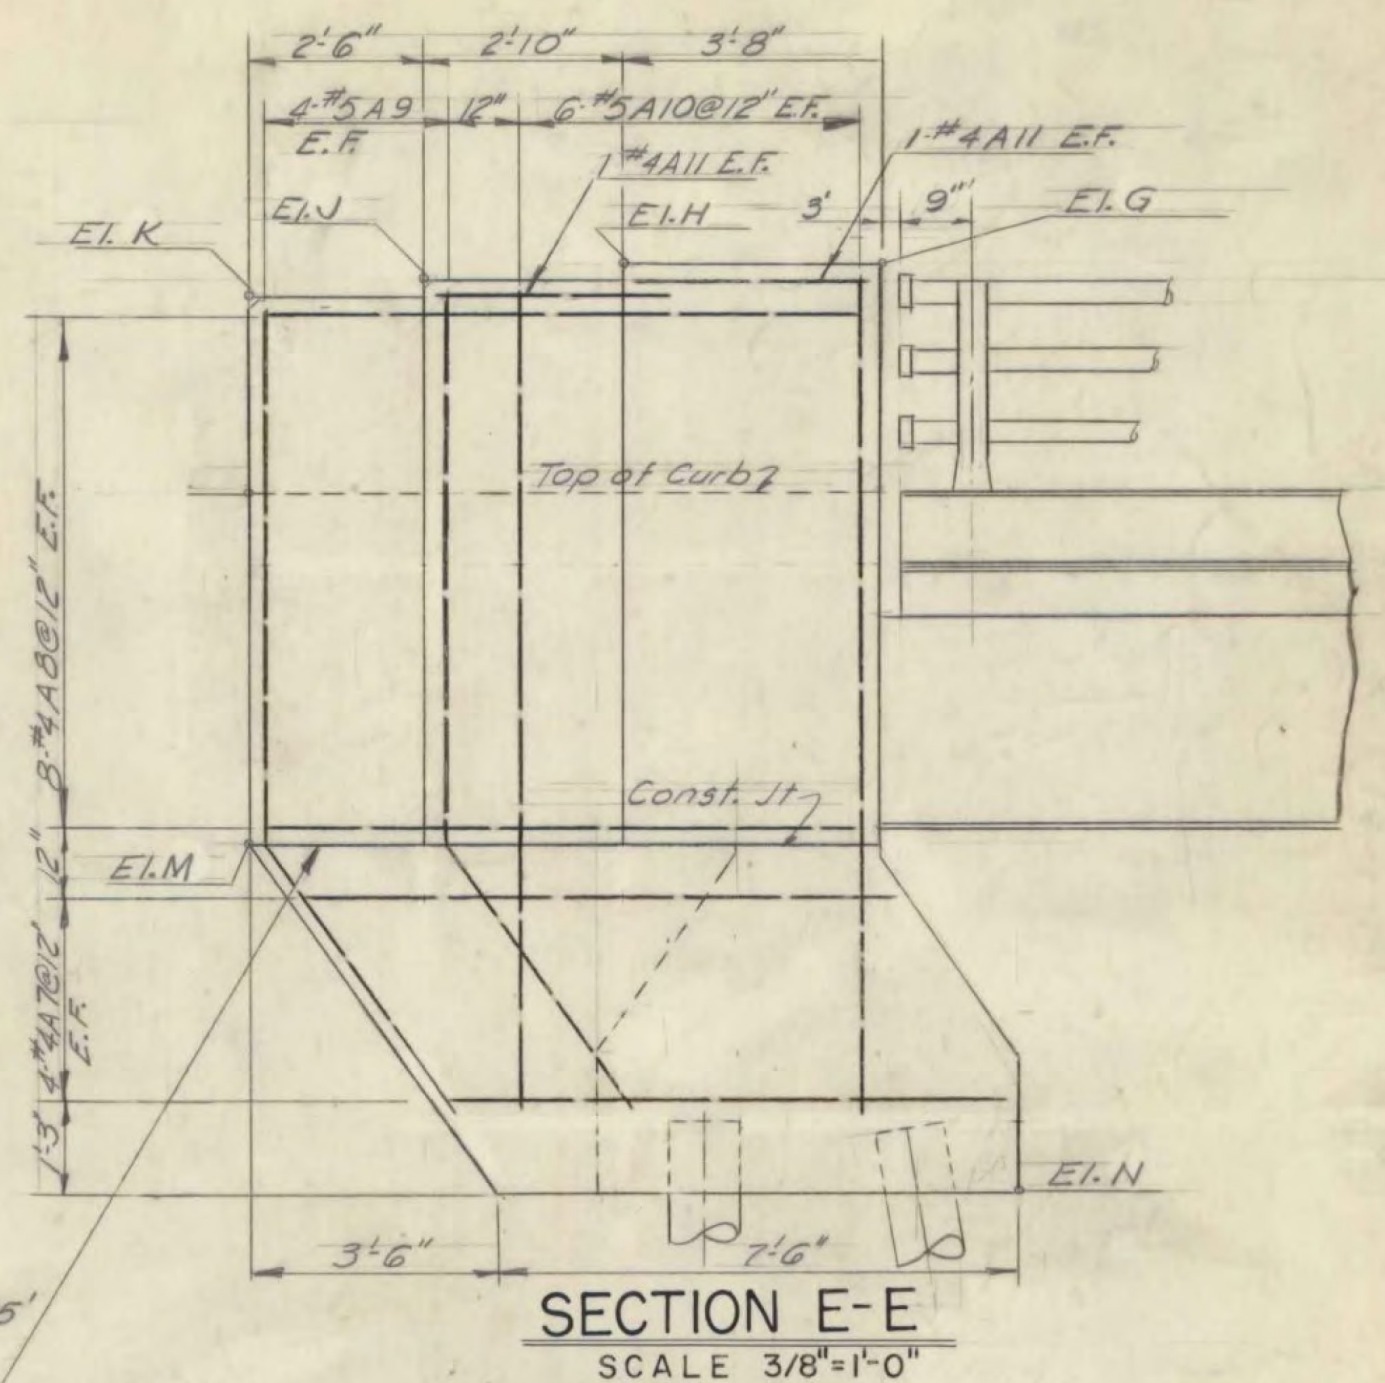 2'-6" 2'-10" 3'-8"
4-#5A9 12" 6-#5A10@12" E.F.
E.F.
1-#4A11 E.F.
1 #4A11 E.F.
El. K
El. J
El. H
3'
9"
El. G
Top of Curb
8-#4A8@12" E.F.
Const. Jt
12"
El. M
4-#4A7@12'
E.F.
1'-3'
El. N
3'-6"
7'-6"
5'
SECTION E-E
SCALE 3/8"=1'-0"